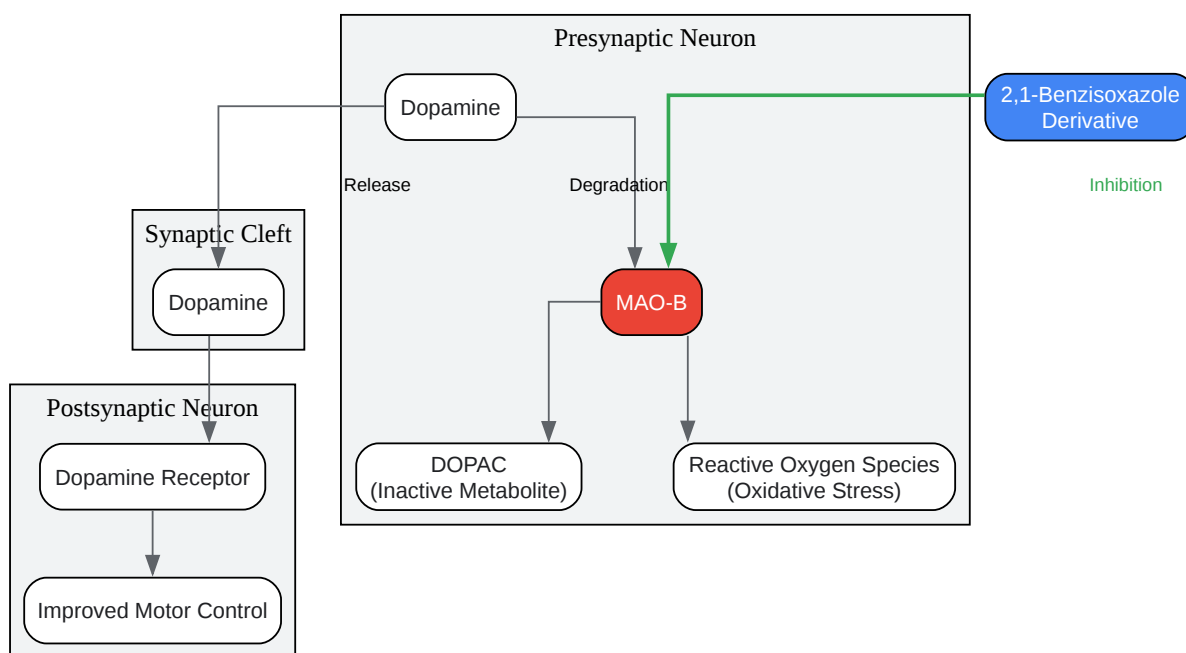 Presynaptic Neuron
Dopamine
2,1-Benzisoxazole
Derivative
Release
Degradation
Inhibition
Synaptic Cleft
Dopamine
MAO-B
Postsynaptic Neuron
Dopamine Receptor
DOPAC
(Inactive Metabolite)
Reactive Oxygen Species
(Oxidative Stress)
Improved Motor Control